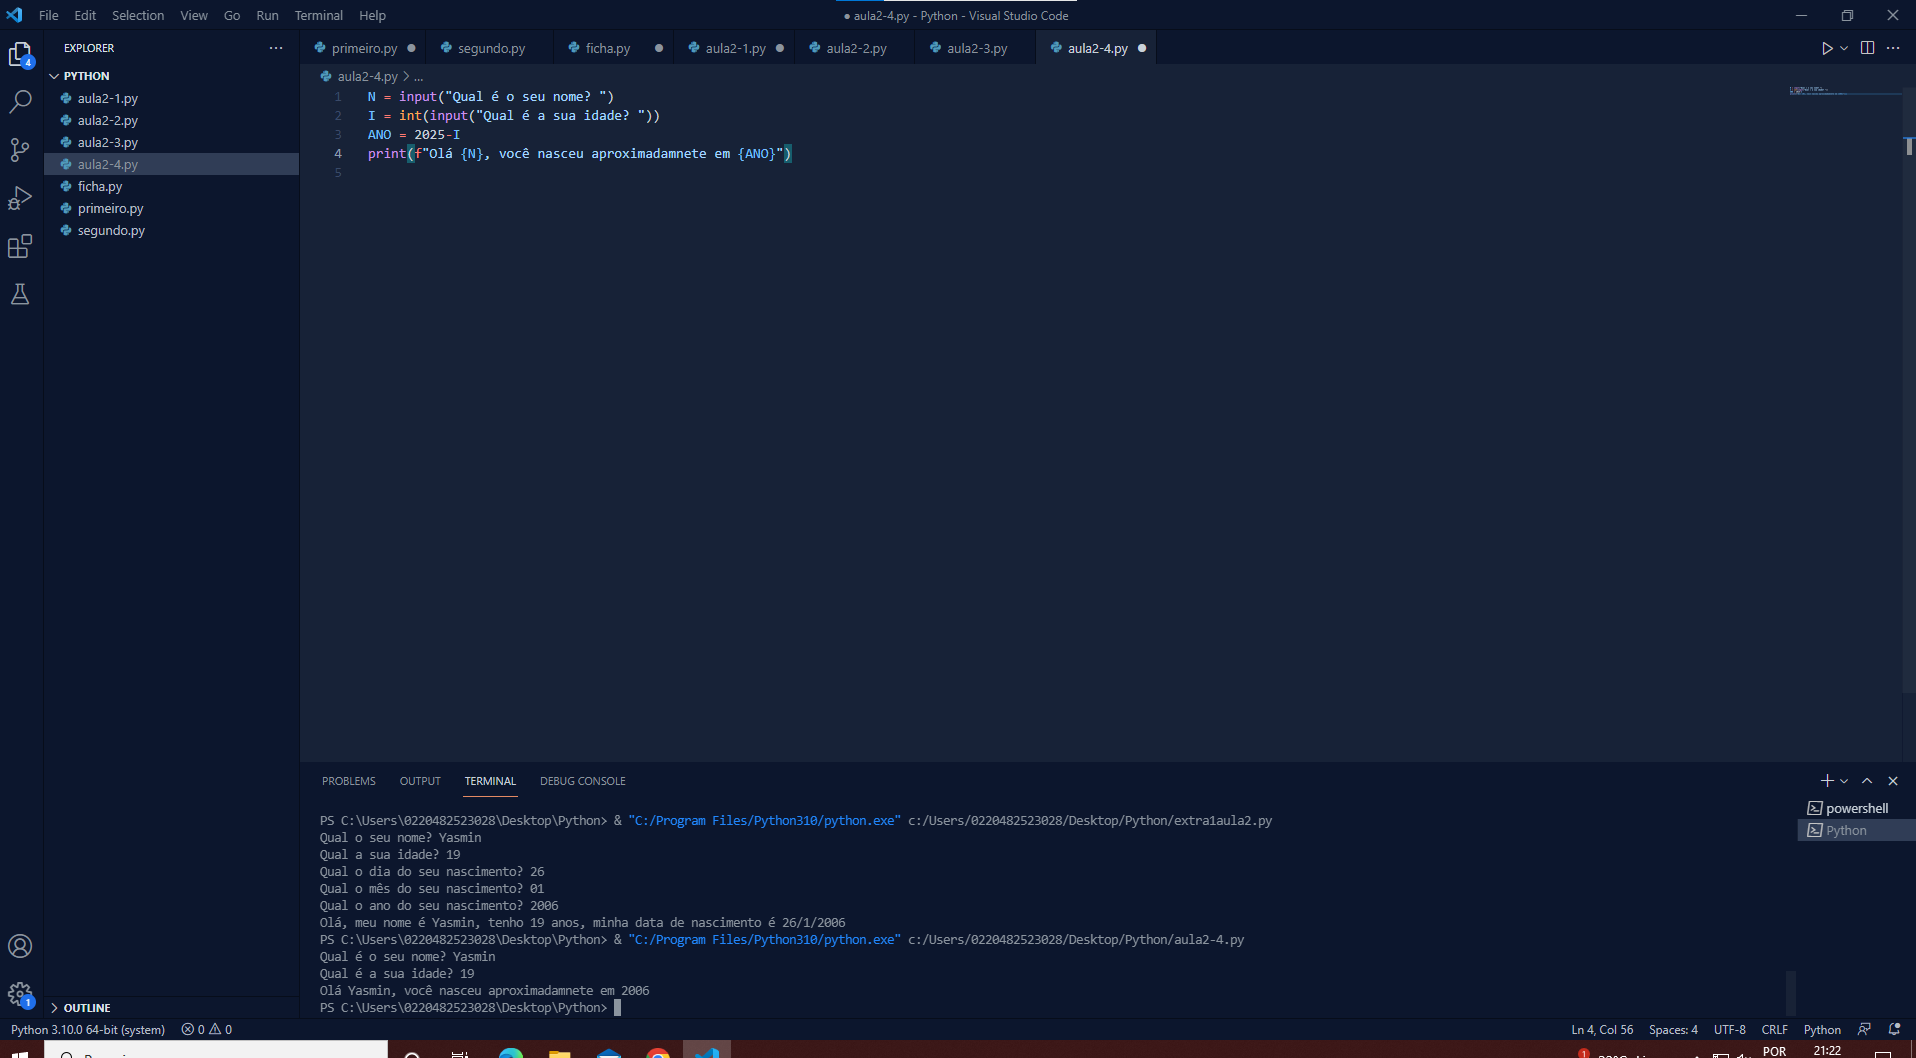 File Edit Selection View Go Run Terminal Help
● aula2-4.py - Python - Visual Studio Code
EXPLORER
primeiro.py segundo.py ficha.py aula2-1.py aula2-2.py aula2-3.py aula2-4.py
4
PYTHON
aula2-1.py
aula2-2.py
aula2-3.py
aula2-4.py
ficha.py
primeiro.py
segundo.py
aula2-4.py > ...
1 N = input("Qual é o seu nome? ")
2 I = int(input("Qual é a sua idade? "))
3 ANO = 2025-I
4 print(f"Olá {N}, você nasceu aproximadamnete em {ANO}")
5
PROBLEMS OUTPUT TERMINAL DEBUG CONSOLE
powershell
Python
PS C:\Users\0220482523028\Desktop\Python> & "C:/Program Files/Python310/python.exe" c:/Users/0220482523028/Desktop/Python/extra1aula2.py
Qual o seu nome? Yasmin
Qual a sua idade? 19
Qual o dia do seu nascimento? 26
Qual o mês do seu nascimento? 01
Qual o ano do seu nascimento? 2006
Olá, meu nome é Yasmin, tenho 19 anos, minha data de nascimento é 26/1/2006
PS C:\Users\0220482523028\Desktop\Python> & "C:/Program Files/Python310/python.exe" c:/Users/0220482523028/Desktop/Python/aula2-4.py
Qual é o seu nome? Yasmin
Qual é a sua idade? 19
Olá Yasmin, você nasceu aproximadamnete em 2006
PS C:\Users\0220482523028\Desktop\Python>
1
OUTLINE
Python 3.10.0 64-bit (system) 0 0 Ln 4, Col 56 Spaces: 4 UTF-8 CRLF Python
1 POR 21:22